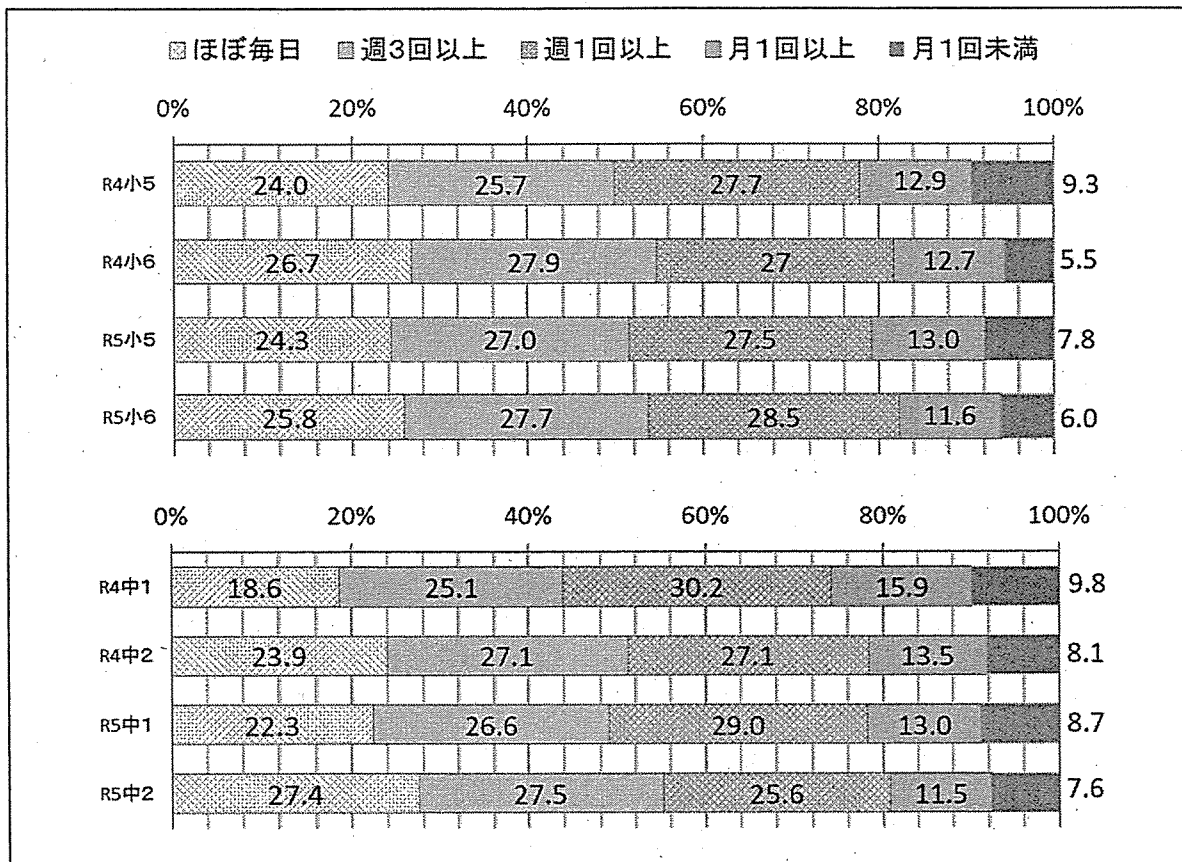 ほぼ毎日 週3回以上 週1回以上 月1回以上 月1回未満
0% 20% 40% 60% 80% 100%
R4小5 24.0 25.7 27.7 12.9 9.3
R4小6 26.7 27.9 27 12.7 5.5
R5小5 24.3 27.0 27.5 13.0 7.8
R5小6 25.8 27.7 28.5 11.6 6.0
0% 20% 40% 60% 80% 100%
R4中1 18.6 25.1 30.2 15.9 9.8
R4中2 23.9 27.1 27.1 13.5 8.1
R5中1 22.3 26.6 29.0 13.0 8.7
R5中2 27.4 27.5 25.6 11.5 7.6